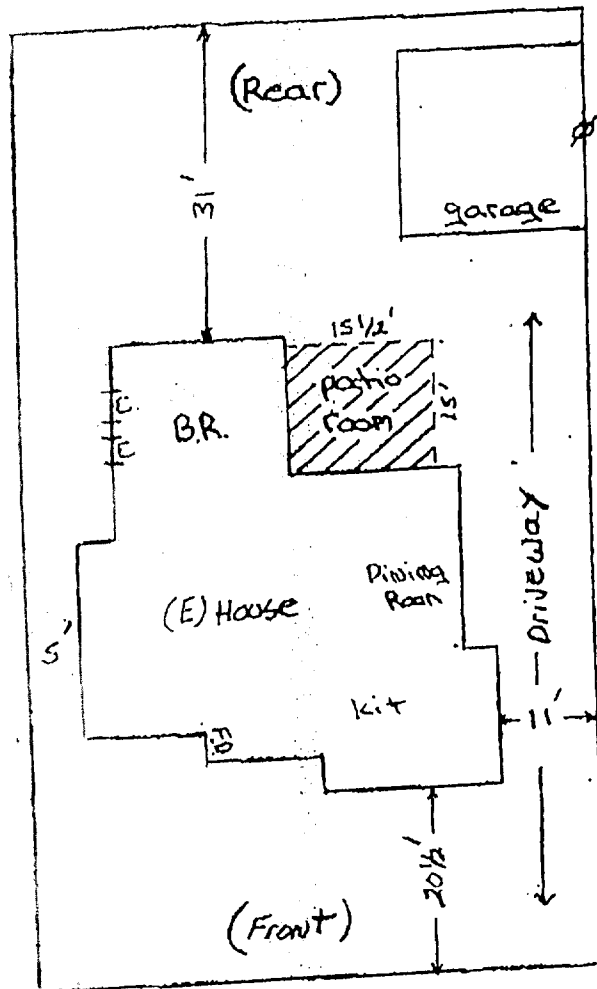 (Rear)
31'
garage
15 1/2'
patio
room
15'
B.R.
Driveway
Dining
Room
(E) House
5'
Kit
11'
F.D
20 1/2'
(Front)